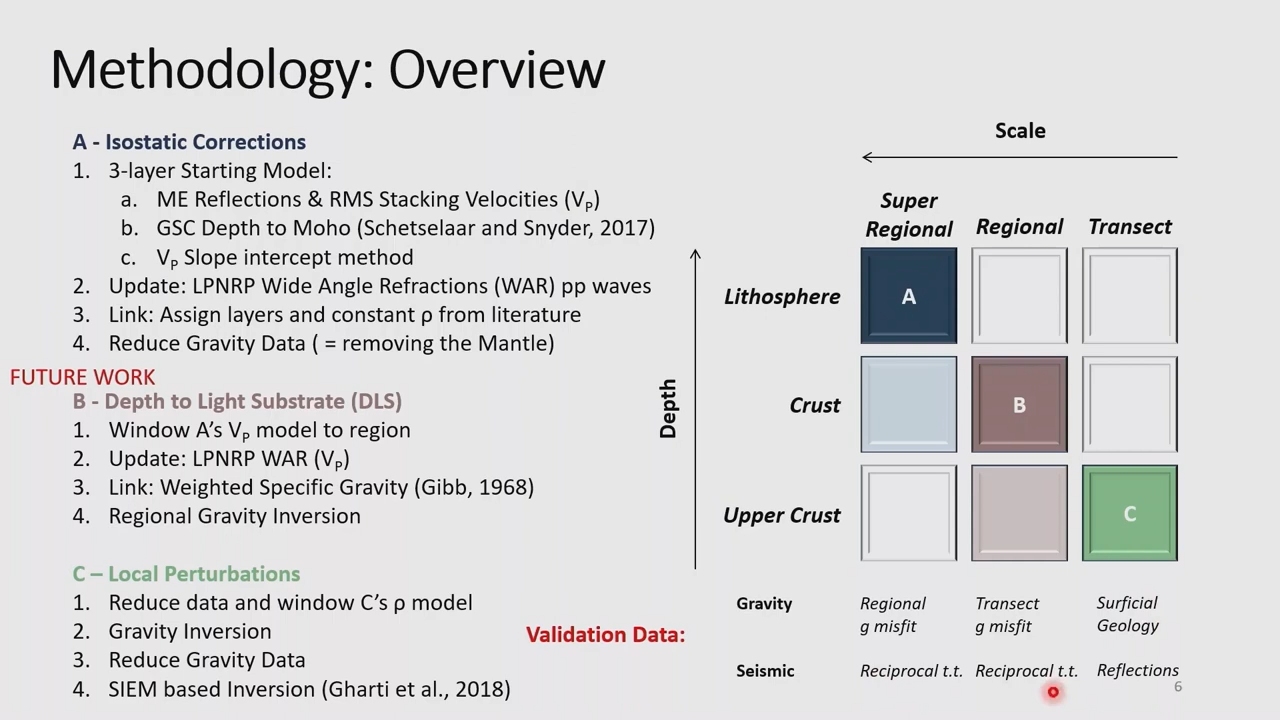 Methodology: Overview
A - Isostatic Corrections
1. 3-layer Starting Model:
a. ME Reflections & RMS Stacking Velocities (VP)
b. GSC Depth to Moho (Schetselaar and Snyder, 2017)
c. VP Slope intercept method
2. Update: LPNRP Wide Angle Refractions (WAR) pp waves
3. Link: Assign layers and constant ρ from literature
4. Reduce Gravity Data ( = removing the Mantle)
FUTURE WORK
B - Depth to Light Substrate (DLS)
1. Window A’s VP model to region
2. Update: LPNRP WAR (VP)
3. Link: Weighted Specific Gravity (Gibb, 1968)
4. Regional Gravity Inversion
C – Local Perturbations
1. Reduce data and window C’s ρ model
2. Gravity Inversion
3. Reduce Gravity Data
4. SIEM based Inversion (Gharti et al., 2018)
Scale
Super
Regional
Regional
Transect
Depth
Lithosphere
A
Crust
B
Upper Crust
C
Validation Data:
Gravity
Regional
g misfit
Transect
g misfit
Surficial
Geology
Seismic
Reciprocal t.t.
Reciprocal t.t.
Reflections
6